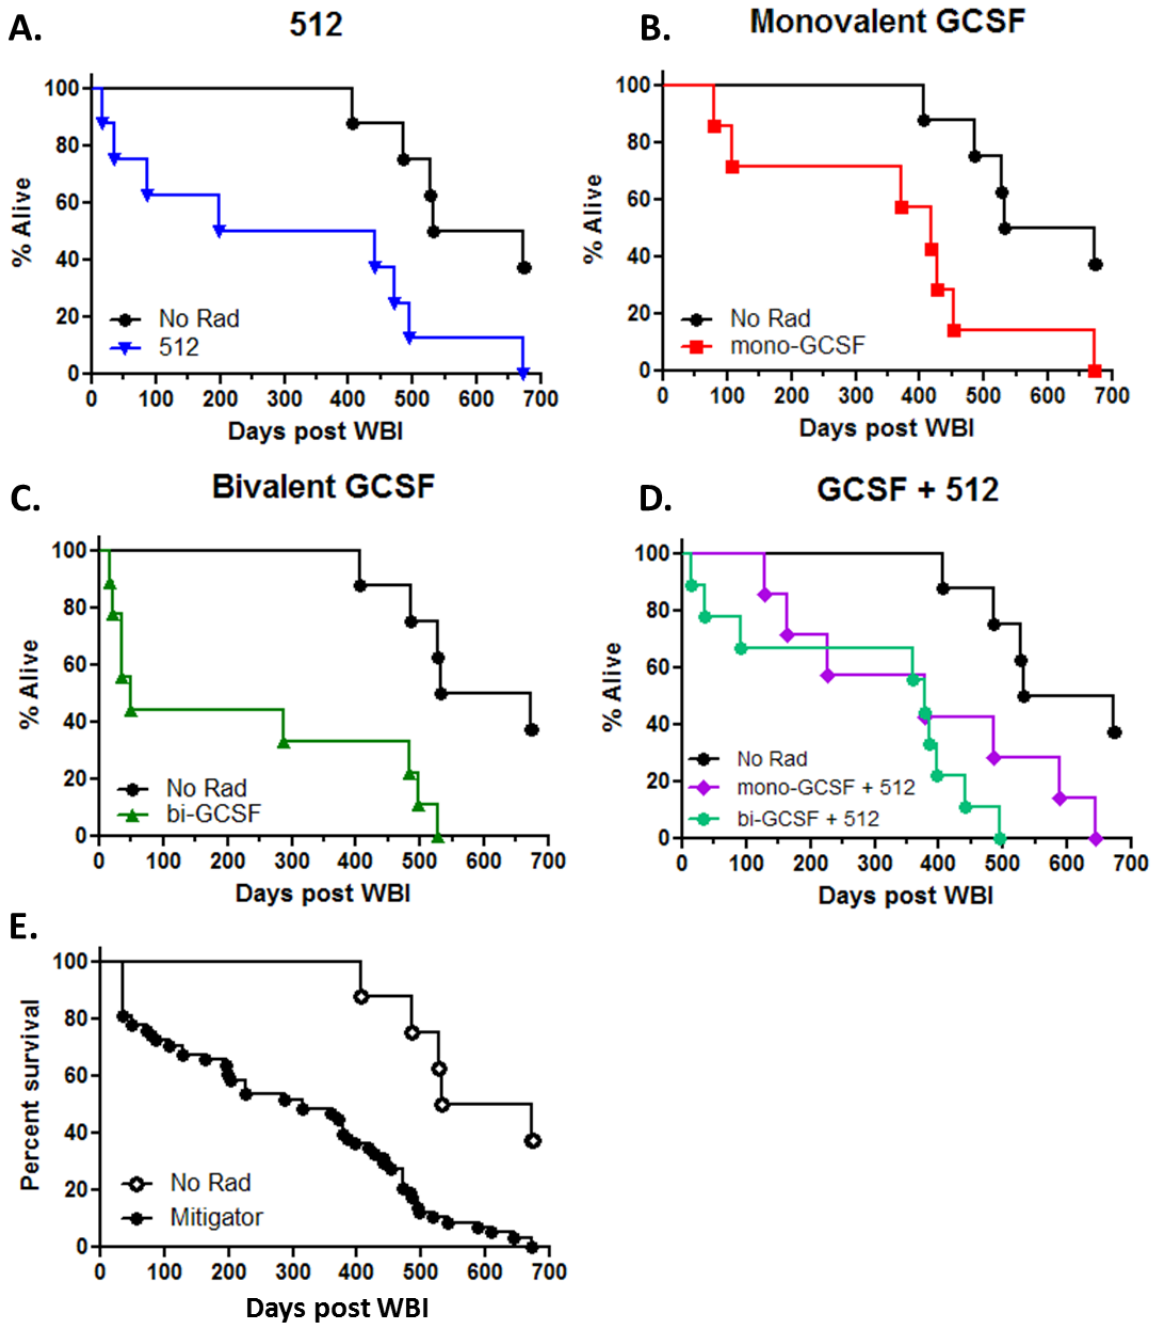 A.
512
100
80
60
40
20
0
% Alive
No Rad
512
0 100 200 300 400 500 600 700
Days post WBI
B.
Monovalent GCSF
100
80
60
40
20
0
% Alive
No Rad
mono-GCSF
0 100 200 300 400 500 600 700
Days post WBI
C.
Bivalent GCSF
100
80
60
40
20
0
% Alive
No Rad
bi-GCSF
0 100 200 300 400 500 600 700
Days post WBI
D.
GCSF + 512
100
80
60
40
20
0
% Alive
No Rad
mono-GCSF + 512
bi-GCSF + 512
0 100 200 300 400 500 600 700
Days post WBI
E.
100
80
60
40
20
0
Percent survival
No Rad
Mitigator
0 100 200 300 400 500 600 700
Days post WBI